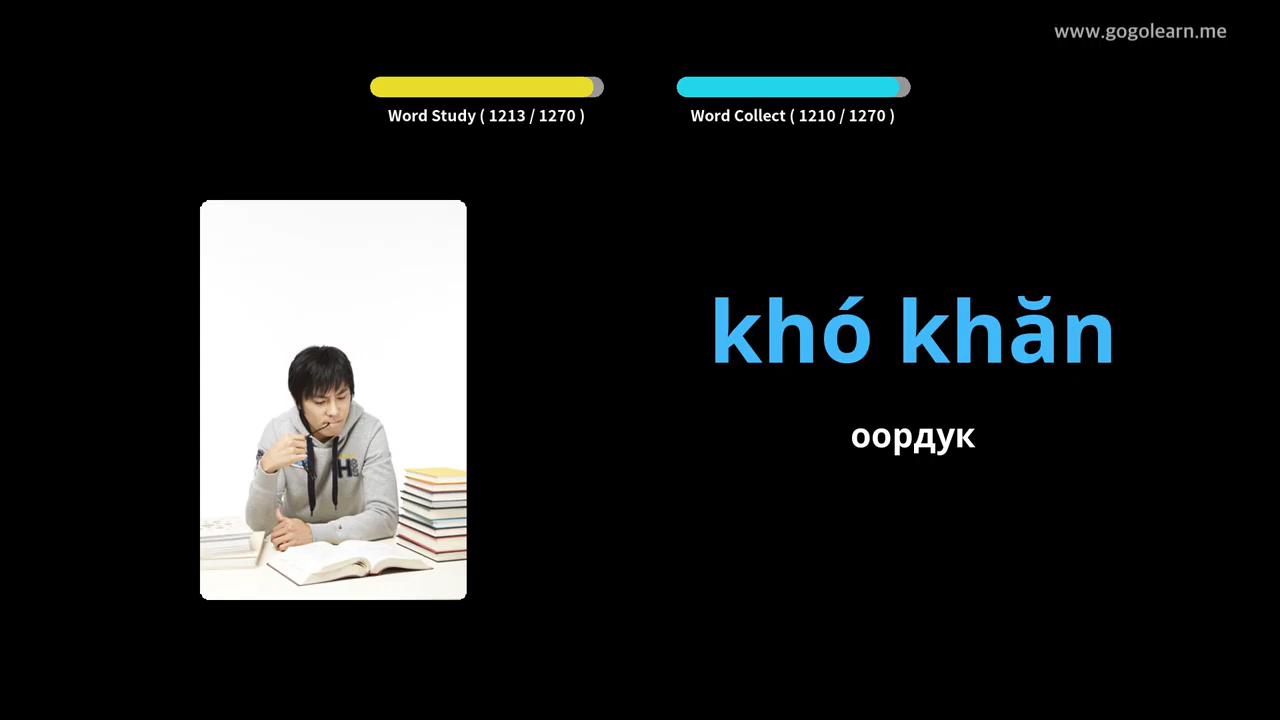 www.gogolearn.me
Word Study ( 1213 / 1270 )
Word Collect ( 1210 / 1270 )
khó khăn
оордук